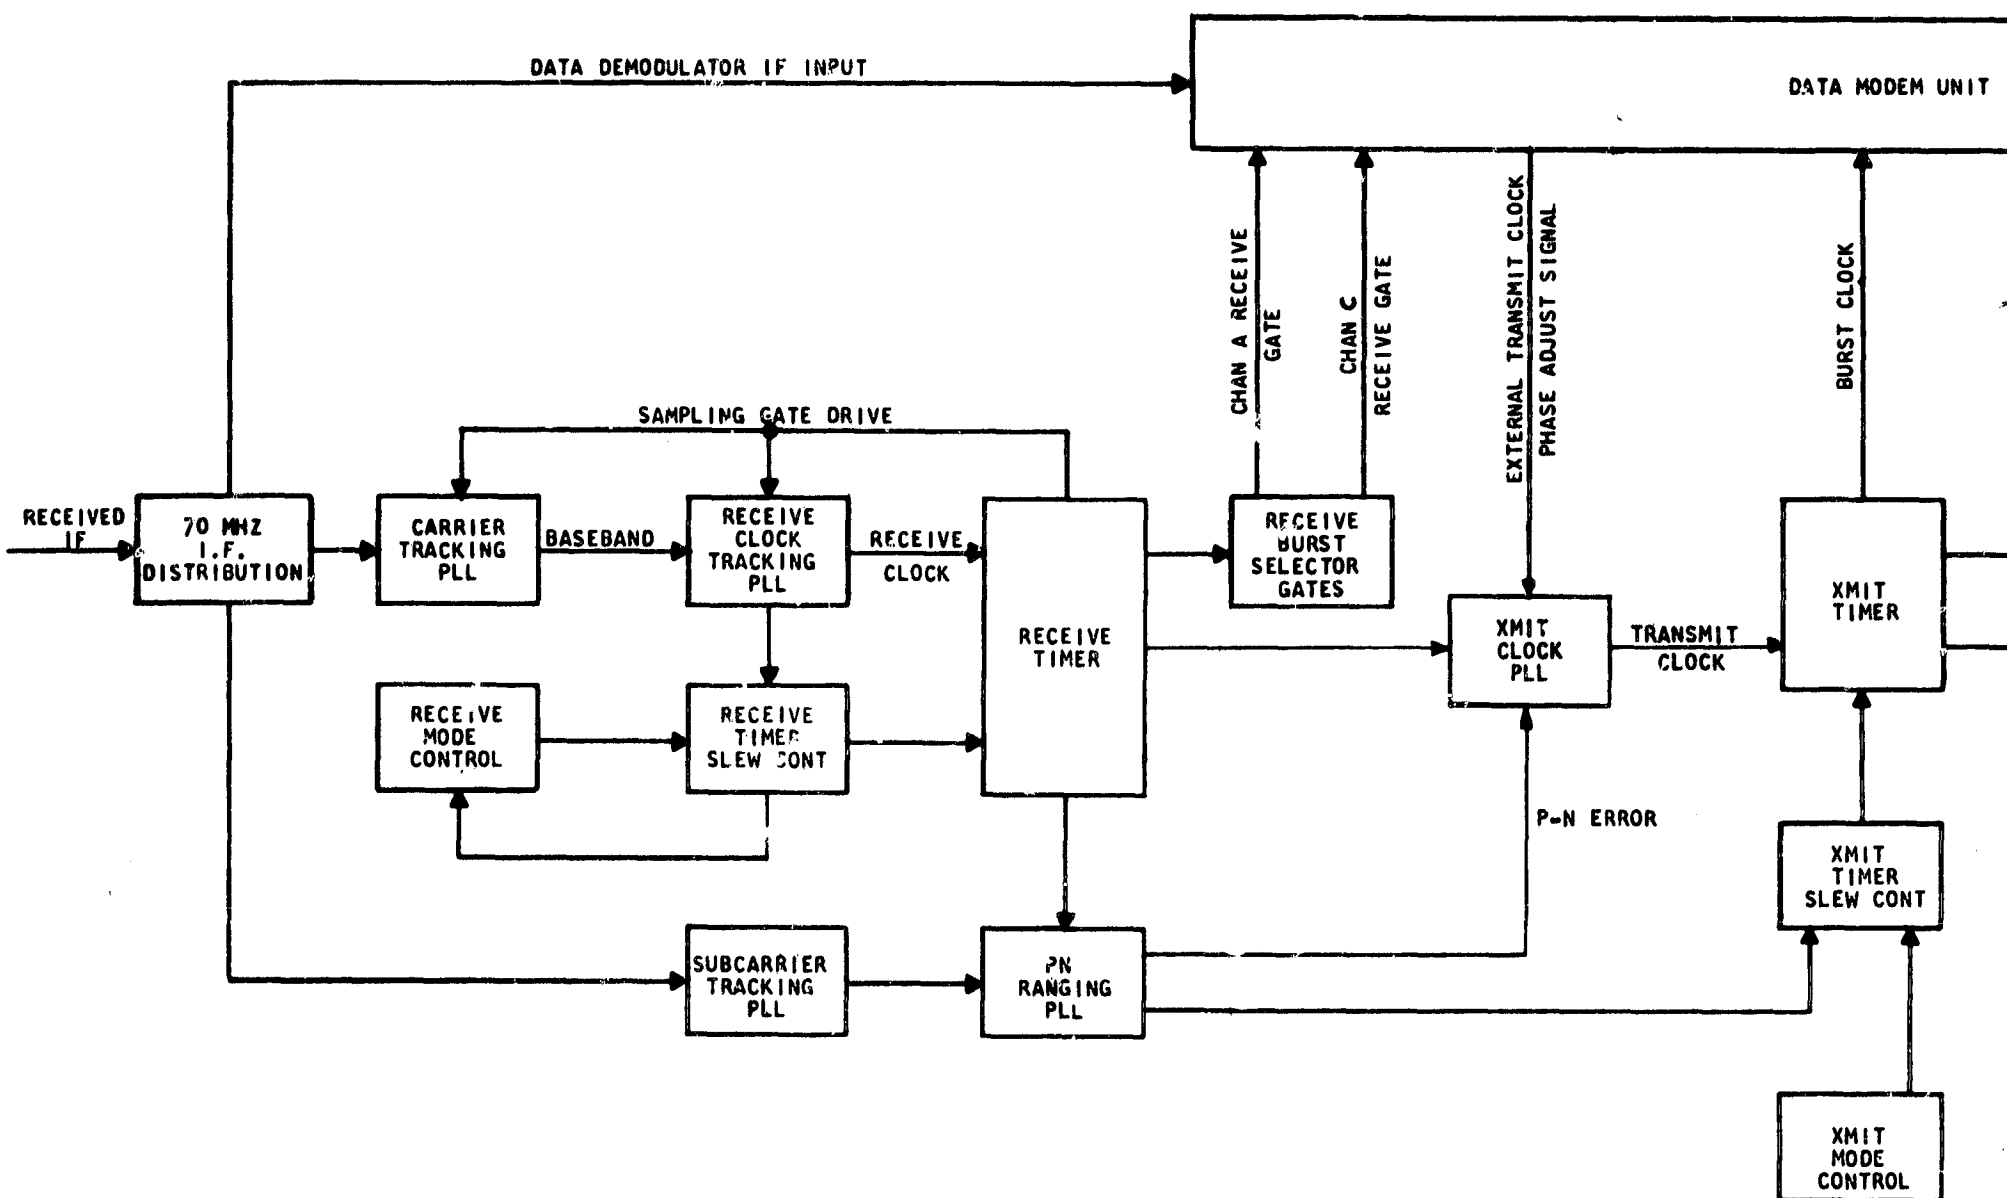 DATA DEMODULATOR IF INPUT
DATA MODEM UNIT
CHAN A RECEIVE
GATE
CHAN C
RECEIVE GATE
EXTERNAL TRANSMIT CLOCK
PHASE ADJUST SIGNAL
BURST CLOCK
SAMPLING GATE DRIVE
RECEIVED
IF
70 MHZ
I.F.
DISTRIBUTION
CARRIER
TRACKING
PLL
BASEBAND
RECEIVE
CLOCK
TRACKING
PLL
RECEIVE
CLOCK
RECEIVE
TIMER
RECEIVE
BURST
SELECTOR
GATES
XMIT
CLOCK
PLL
TRANSMIT
CLOCK
XMIT
TIMER
RECEIVE
MODE
CONTROL
RECEIVE
TIMER
SLEW CONT
P-N ERROR
XMIT
TIMER
SLEW CONT
SUBCARRIER
TRACKING
PLL
PN
RANGING
PLL
XMIT
MODE
CONTROL